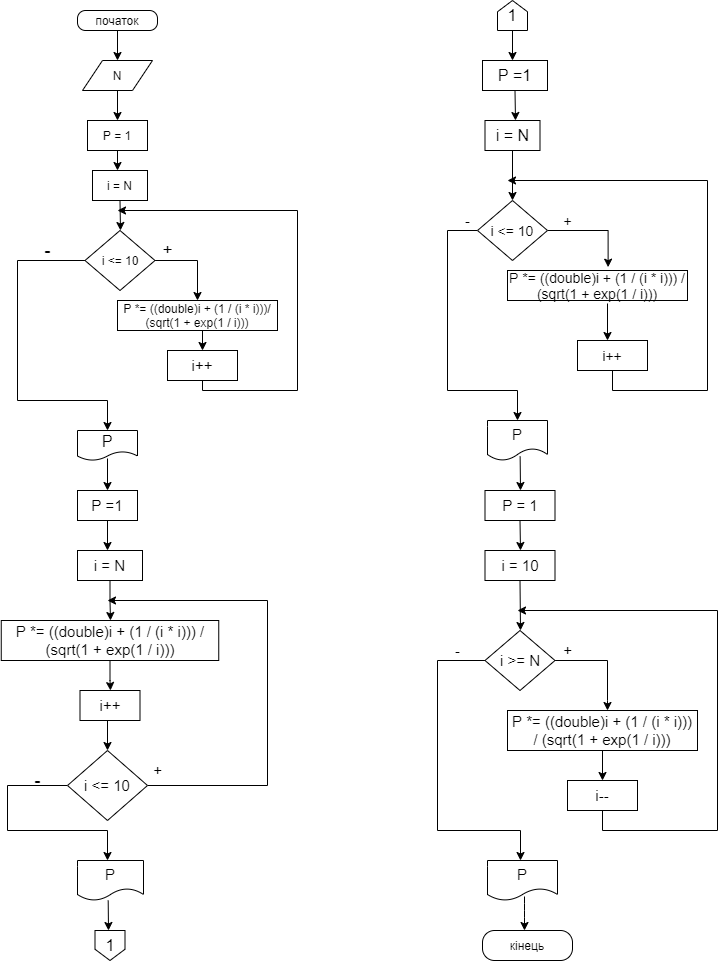 початок
N
P = 1
i = N
i <= 10
-
+
P *= ((double)i + (1 / (i * i)))/
(sqrt(1 + exp(1 / i)))
i++
P
P =1
i = N
P *= ((double)i + (1 / (i * i))) /
(sqrt(1 + exp(1 / i)))
i++
i <= 10
-
+
P
1
1
P =1
i = N
i <= 10
-
+
P *= ((double)i + (1 / (i * i))) /
(sqrt(1 + exp(1 / i)))
i++
P
P = 1
i = 10
i >= N
-
+
P *= ((double)i + (1 / (i * i)))
/ (sqrt(1 + exp(1 / i)))
i--
P
кінець